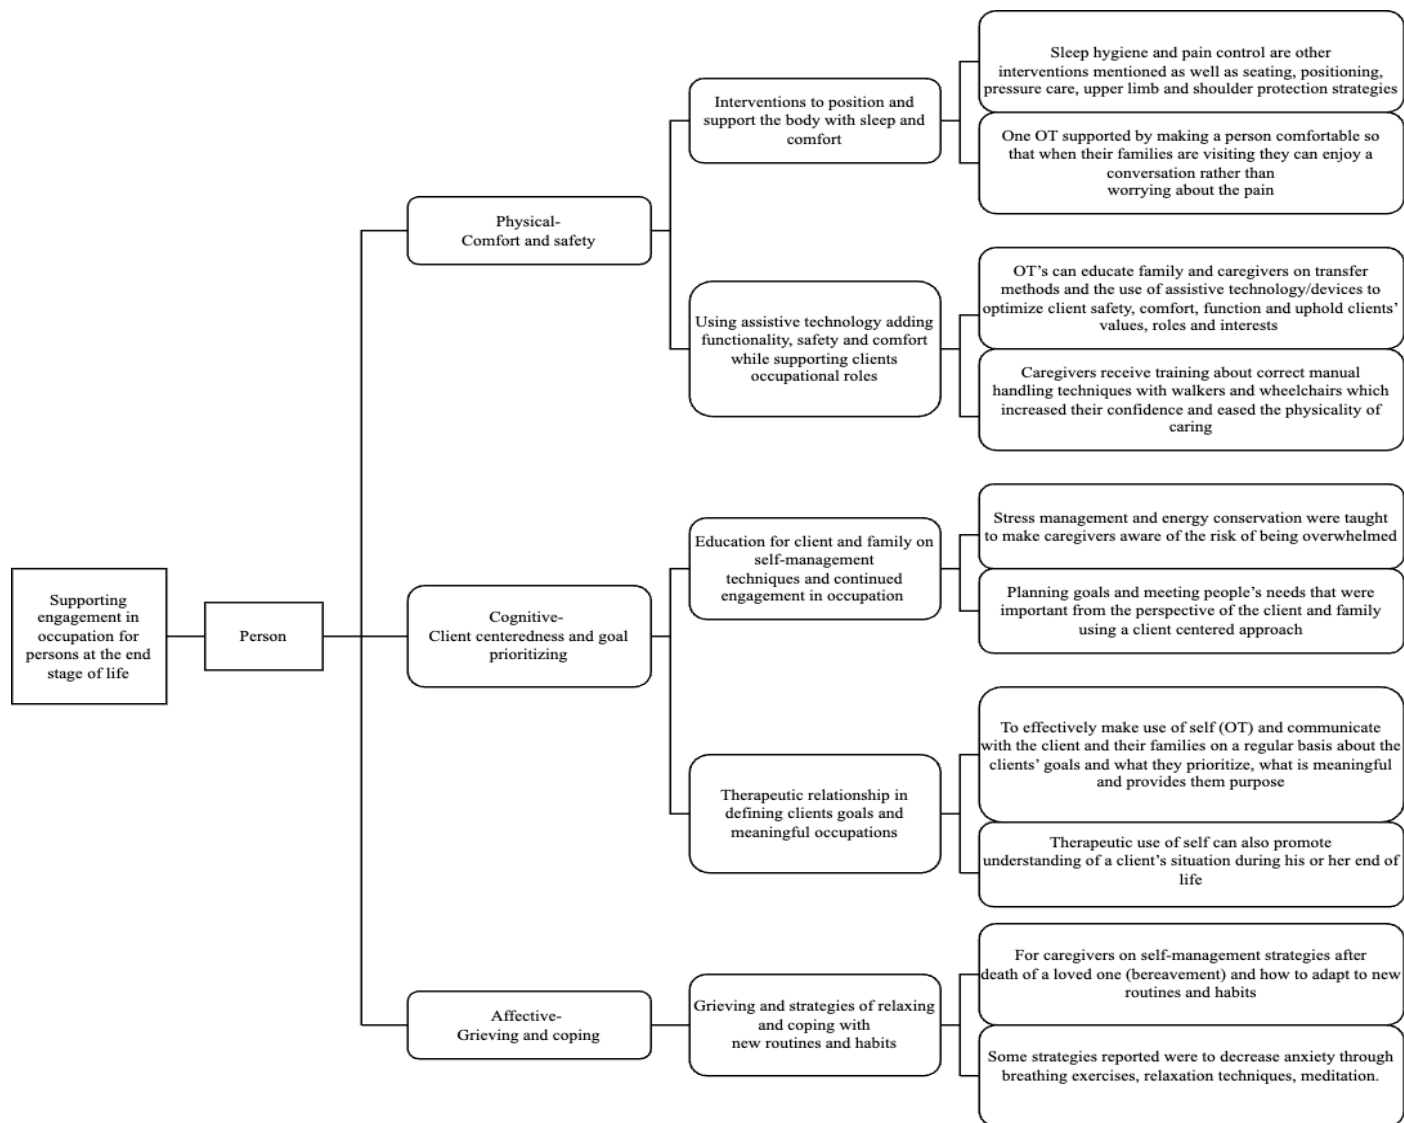 Supporting
engagement in
occupation for
persons at the end
stage of life
Person
Physical-
Comfort and safety
Interventions to position and
support the body with sleep and
comfort
Sleep hygiene and pain control are other
interventions mentioned as well as seating, positioning,
pressure care, upper limb and shoulder protection strategies
One OT supported by making a person comfortable so
that when their families are visiting they can enjoy a
conversation rather than
worrying about the pain
Using assistive technology adding
functionality, safety and comfort
while supporting clients
occupational roles
OT’s can educate family and caregivers on transfer
methods and the use of assistive technology/devices to
optimize client safety, comfort, function and uphold clients’
values, roles and interests
Caregivers receive training about correct manual
handling techniques with walkers and wheelchairs which
increased their confidence and eased the physicality of
caring
Cognitive-
Client centeredness and goal
prioritizing
Education for client and family on
self-management
techniques and continued
engagement in occupation
Stress management and energy conservation were taught
to make caregivers aware of the risk of being overwhelmed
Planning goals and meeting people’s needs that were
important from the perspective of the client and family
using a client centered approach
Therapeutic relationship in
defining clients goals and
meaningful occupations
To effectively make use of self (OT) and communicate
with the client and their families on a regular basis about the
clients’ goals and what they prioritize, what is meaningful
and provides them purpose
Therapeutic use of self can also promote
understanding of a client’s situation during his or her end of
life
Affective-
Grieving and coping
Grieving and strategies of relaxing
and coping with
new routines and habits
For caregivers on self-management strategies after
death of a loved one (bereavement) and how to adapt to new
routines and habits
Some strategies reported were to decrease anxiety through
breathing exercises, relaxation techniques, meditation.